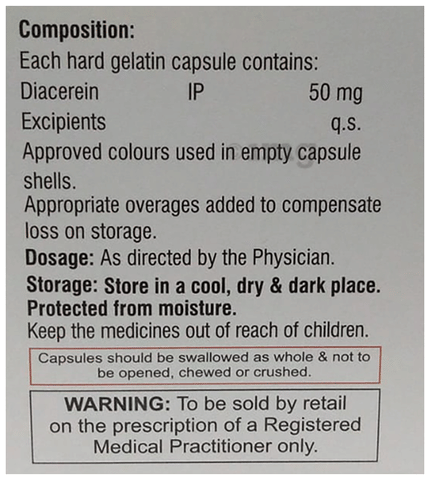 Composition:
Each hard gelatin capsule contains:
Diacerein IP 50 mg
Excipients q.s.
Approved colours used in empty capsule
shells.
Appropriate overages added to compensate
loss on storage.
Dosage: As directed by the Physician.
Storage: Store in a cool, dry & dark place.
Protected from moisture.
Keep the medicines out of reach of children.
Capsules should be swallowed as whole & not to
be opened, chewed or crushed.
WARNING: To be sold by retail
on the prescription of a Registered
Medical Practitioner only.